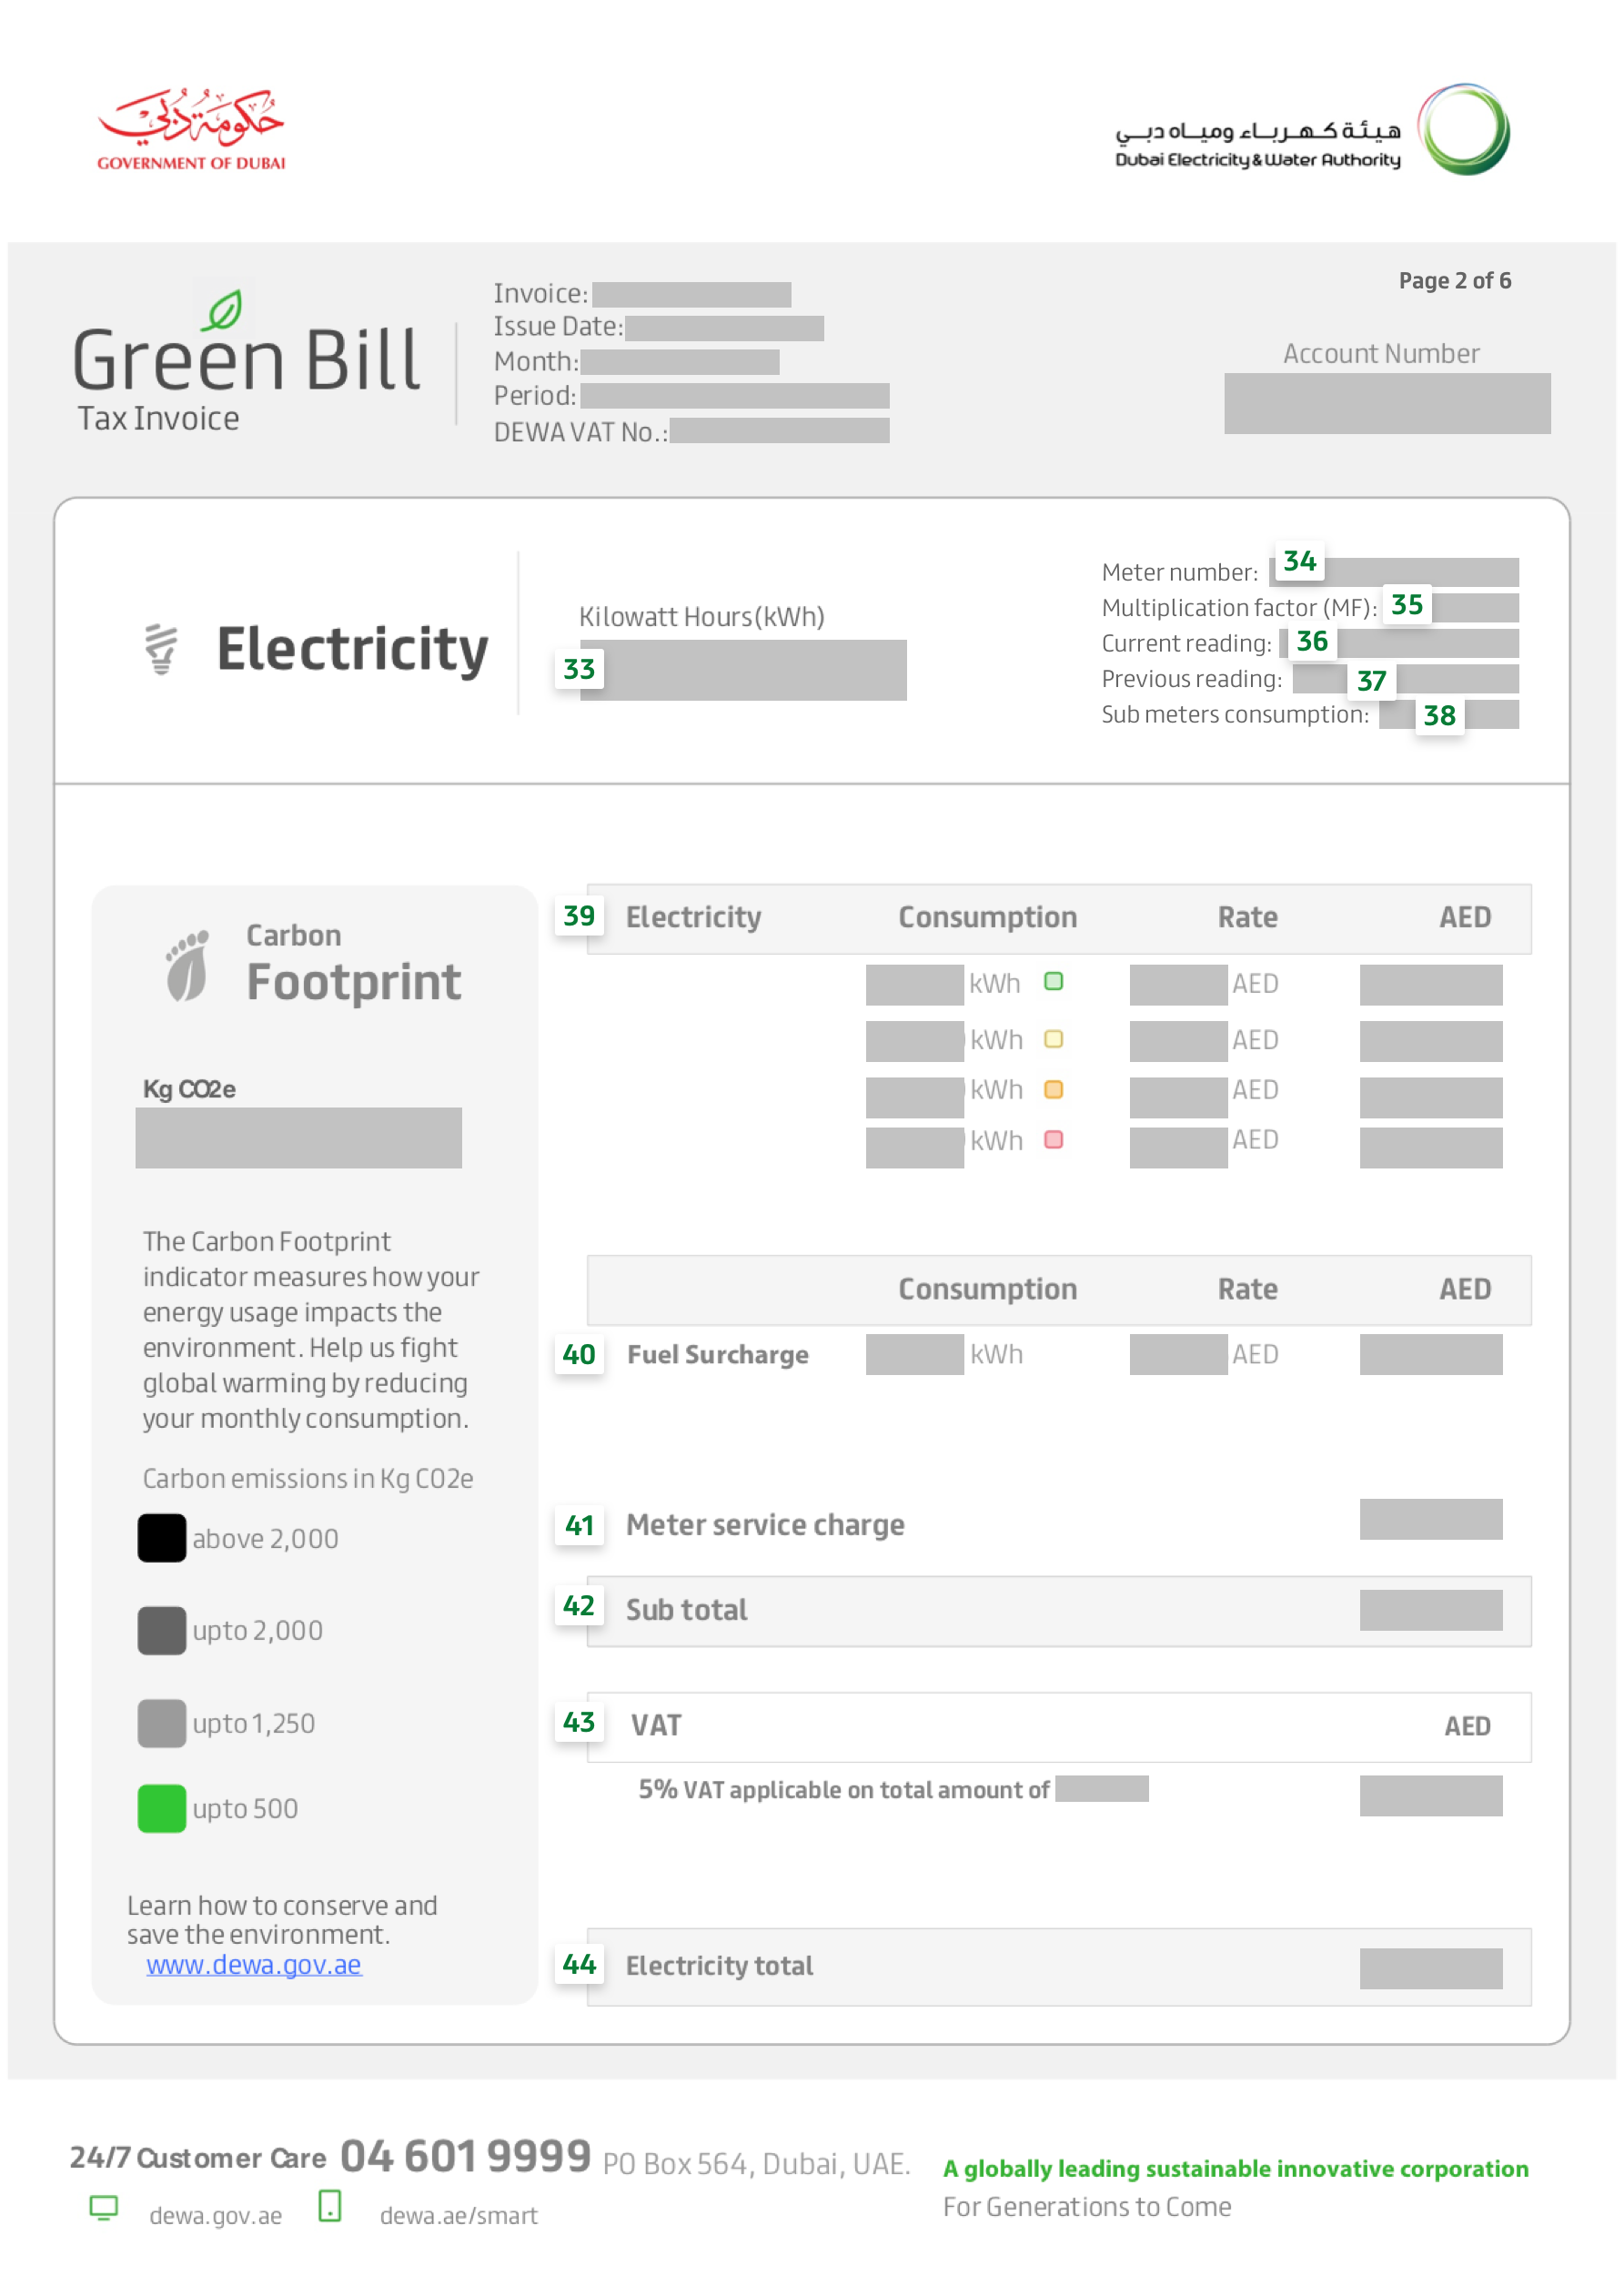 حكومة دبي
GOVERNMENT OF DUBAI
هيئة كهرباء ومياه دبي
Dubai Electricity & Water Authority
Page 2 of 6
Green Bill
Tax Invoice
Invoice:
Issue Date:
Month:
Period:
DEWA VAT No.:
Account Number
Electricity
Kilowatt Hours(kWh)
33
Meter number: 34
Multiplication factor (MF): 35
Current reading: 36
Previous reading: 37
Sub meters consumption: 38
Carbon
Footprint
Kg CO2e
The Carbon Footprint
indicator measures how your
energy usage impacts the
environment. Help us fight
global warming by reducing
your monthly consumption.
Carbon emissions in Kg CO2e
above 2,000
upto 2,000
upto 1,250
upto 500
Learn how to conserve and
save the environment.
www.dewa.gov.ae
39 Electricity Consumption Rate AED
kWh AED
kWh AED
kWh AED
kWh AED
Consumption Rate AED
40 Fuel Surcharge kWh AED
41 Meter service charge
42 Sub total
43 VAT AED
5% VAT applicable on total amount of
44 Electricity total
24/7 Customer Care 04 601 9999 PO Box 564, Dubai, UAE.
dewa.gov.ae dewa.ae/smart
A globally leading sustainable innovative corporation
For Generations to Come